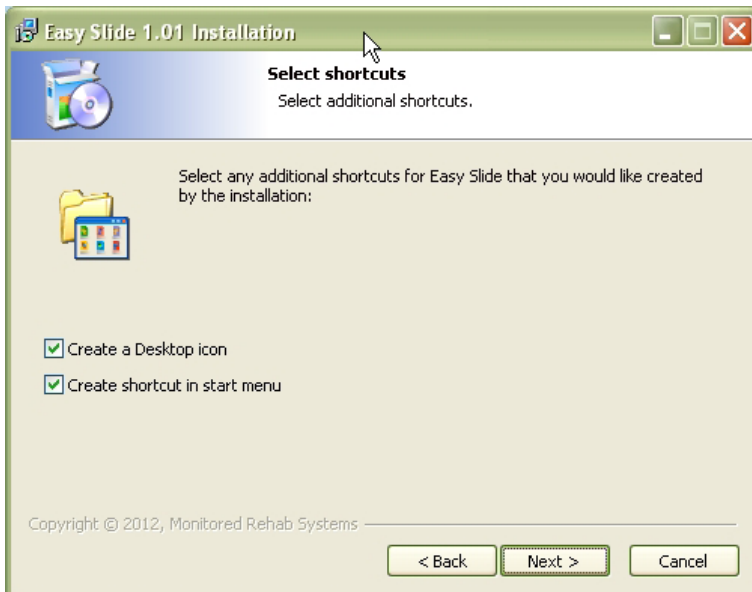 Easy Slide 1.01 Installation
Select shortcuts
Select additional shortcuts.
Select any additional shortcuts for Easy Slide that you would like created
by the installation:
Create a Desktop icon
Create shortcut in start menu
Copyright © 2012, Monitored Rehab Systems
< Back
Next >
Cancel